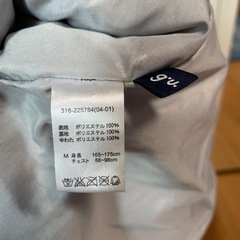 g.u.
316-225784(04-01)
表地 ポリエステル100%
裏地 ポリエステル100%
中わた ポリエステル100%
M 身長 165-175cm
チェスト 88-96cm